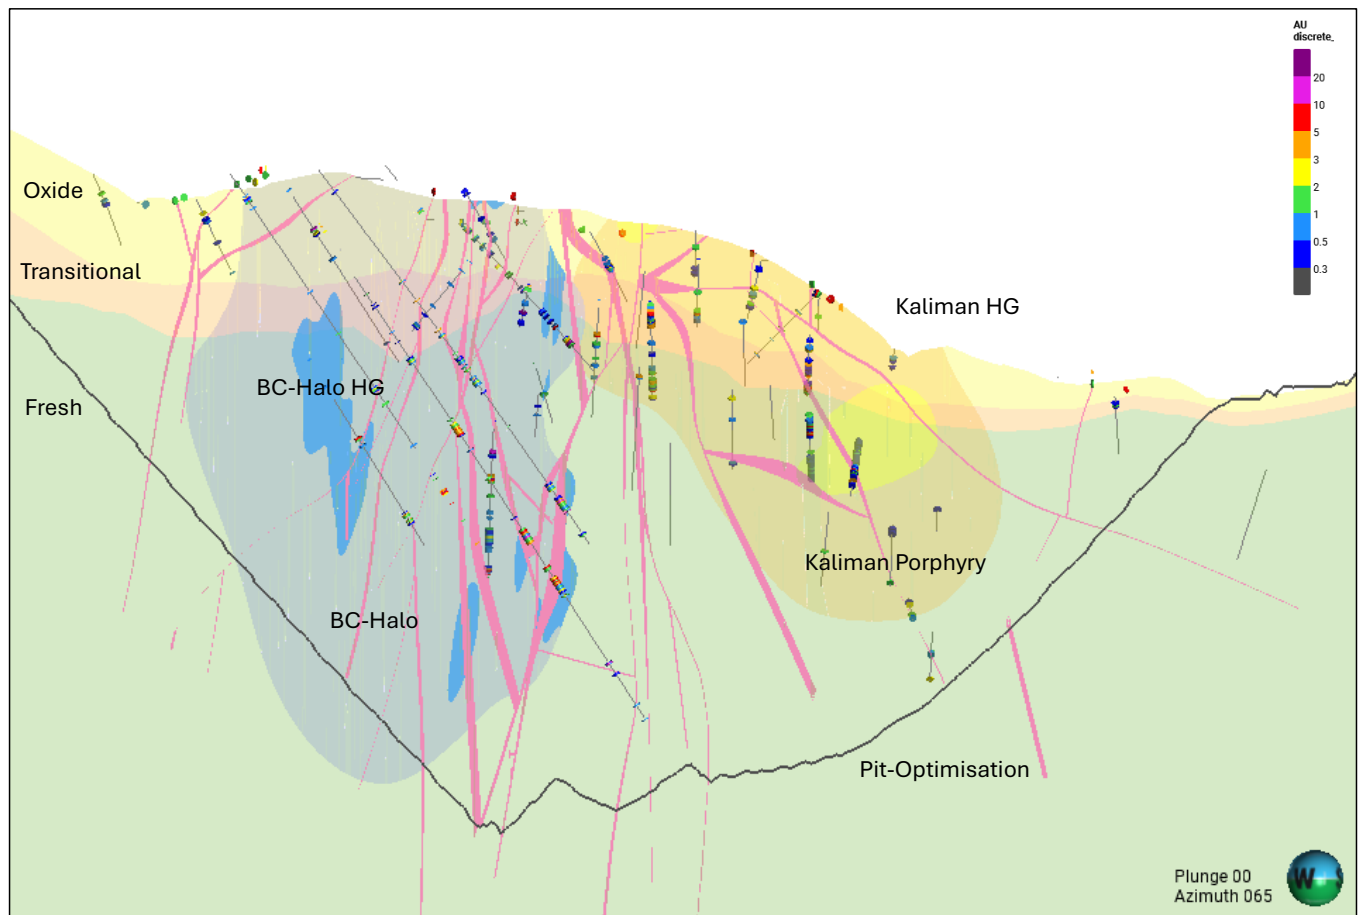 AU
discrete_
20
10
5
3
2
1
0.5
0.3
Oxide
Transitional
Kaliman HG
BC-Halo HG
Fresh
Kaliman Porphyry
BC-Halo
Pit-Optimisation
Plunge 00
Azimuth 065
W